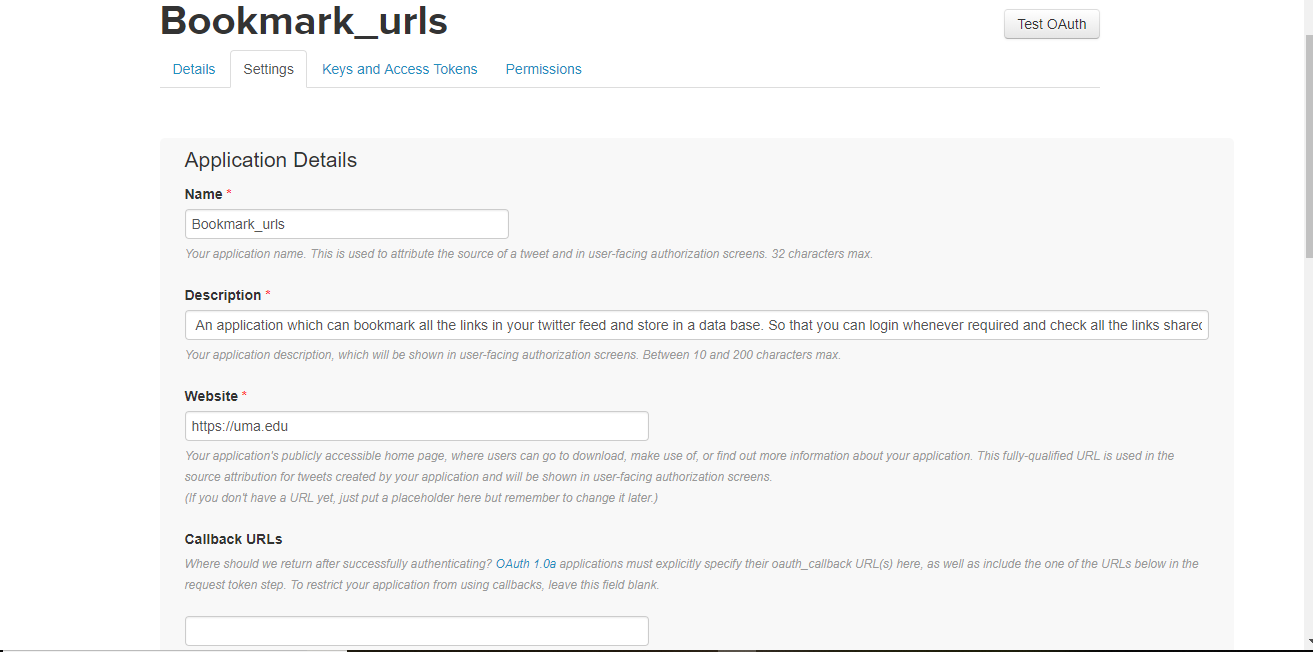 Bookmark_urls
Test OAuth
Details Settings Keys and Access Tokens Permissions
Application Details
Name *
Bookmark_urls
Your application name. This is used to attribute the source of a tweet and in user-facing authorization screens. 32 characters max.
Description *
An application which can bookmark all the links in your twitter feed and store in a data base. So that you can login whenever required and check all the links shared
Your application description, which will be shown in user-facing authorization screens. Between 10 and 200 characters max.
Website *
https://uma.edu
Your application's publicly accessible home page, where users can go to download, make use of, or find out more information about your application. This fully-qualified URL is used in the
source attribution for tweets created by your application and will be shown in user-facing authorization screens.
(If you don't have a URL yet, just put a placeholder here but remember to change it later.)
Callback URLs
Where should we return after successfully authenticating? OAuth 1.0a applications must explicitly specify their oauth_callback URL(s) here, as well as include the one of the URLs below in the
request token step. To restrict your application from using callbacks, leave this field blank.